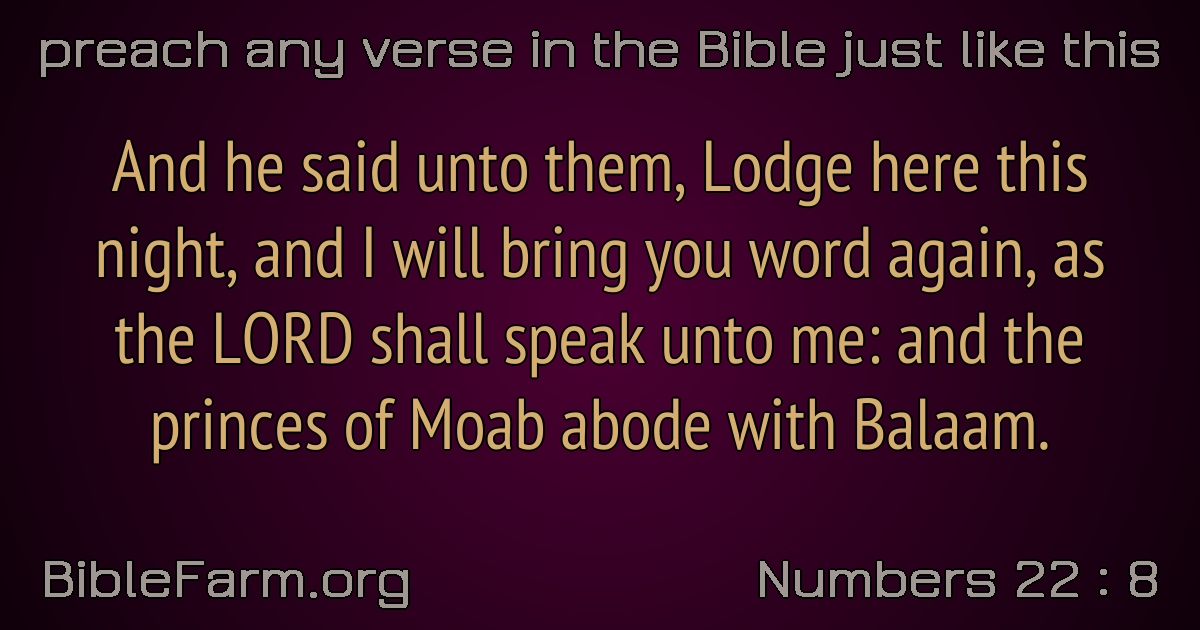 preach any verse in the Bible just like this
And he said unto them, Lodge here this
night, and I will bring you word again, as
the LORD shall speak unto me: and the
princes of Moab abode with Balaam.
BibleFarm.org
Numbers 22 : 8